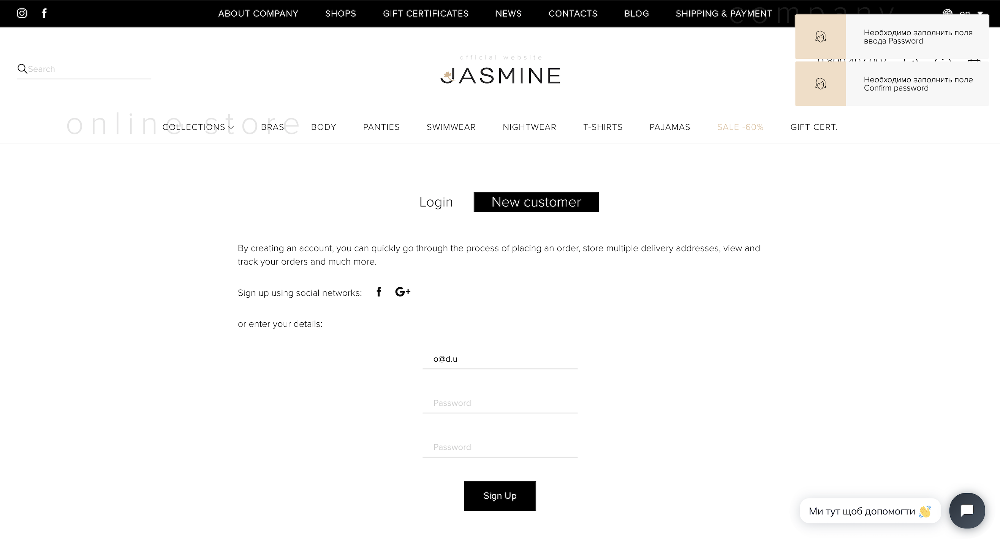 ABOUT COMPANY SHOPS GIFT CERTIFICATES NEWS CONTACTS BLOG SHIPPING & PAYMENT
company
en
Необходимо заполнить поля
ввода Password
Search
official website
JASMINE
Необходимо заполнить поле
Confirm password
online store
COLLECTIONS BRAS BODY PANTIES SWIMWEAR NIGHTWEAR T-SHIRTS PAJAMAS SALE -60% GIFT CERT.
Login New customer
By creating an account, you can quickly go through the process of placing an order, store multiple delivery addresses, view and
track your orders and much more.
Sign up using social networks: f G+
or enter your details:
o@d.u
Password
Password
Sign Up
Ми тут щоб допомогти 👋